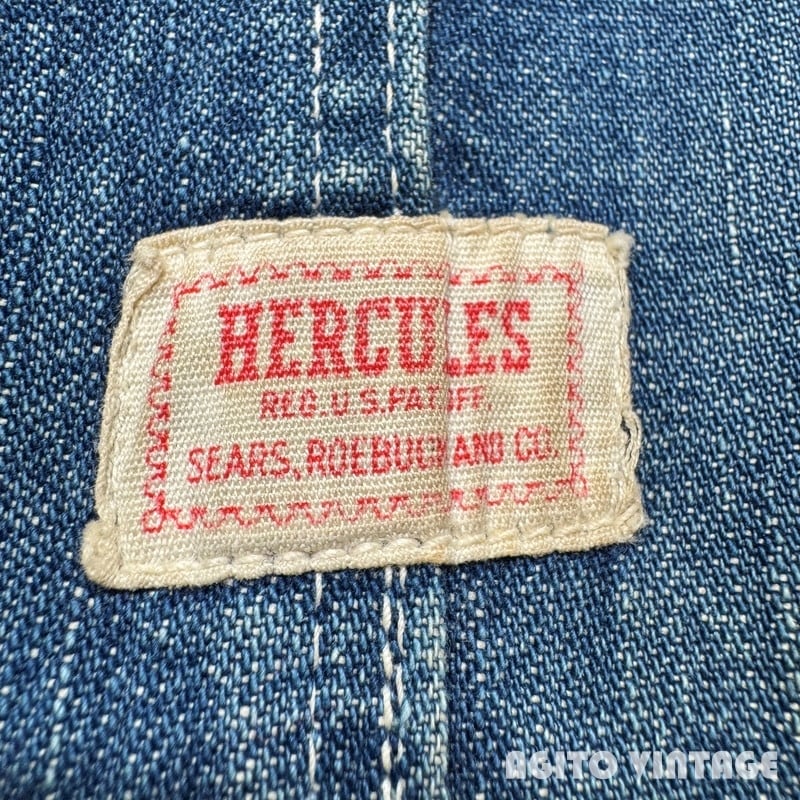 HERCULES
REG. U.S. PAT. OFF.
SEARS, ROEBUCK AND CO.
AGITO VINTAGE